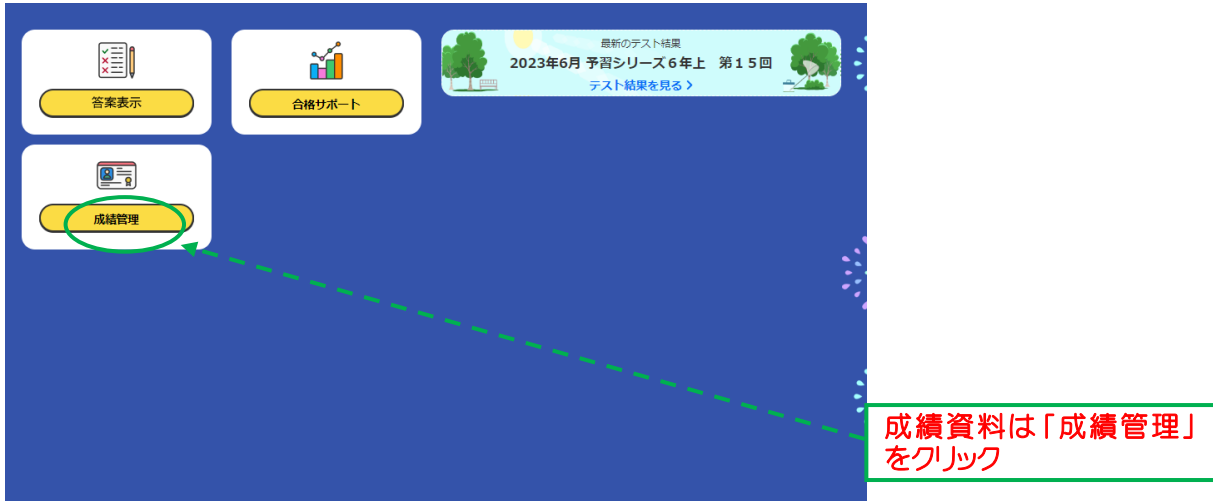 答案表示
合格サポート
最新のテスト結果
2023年6月 予習シリーズ6年上　第15回
テスト結果を見る
成績管理
成績資料は「成績管理」
をクリック